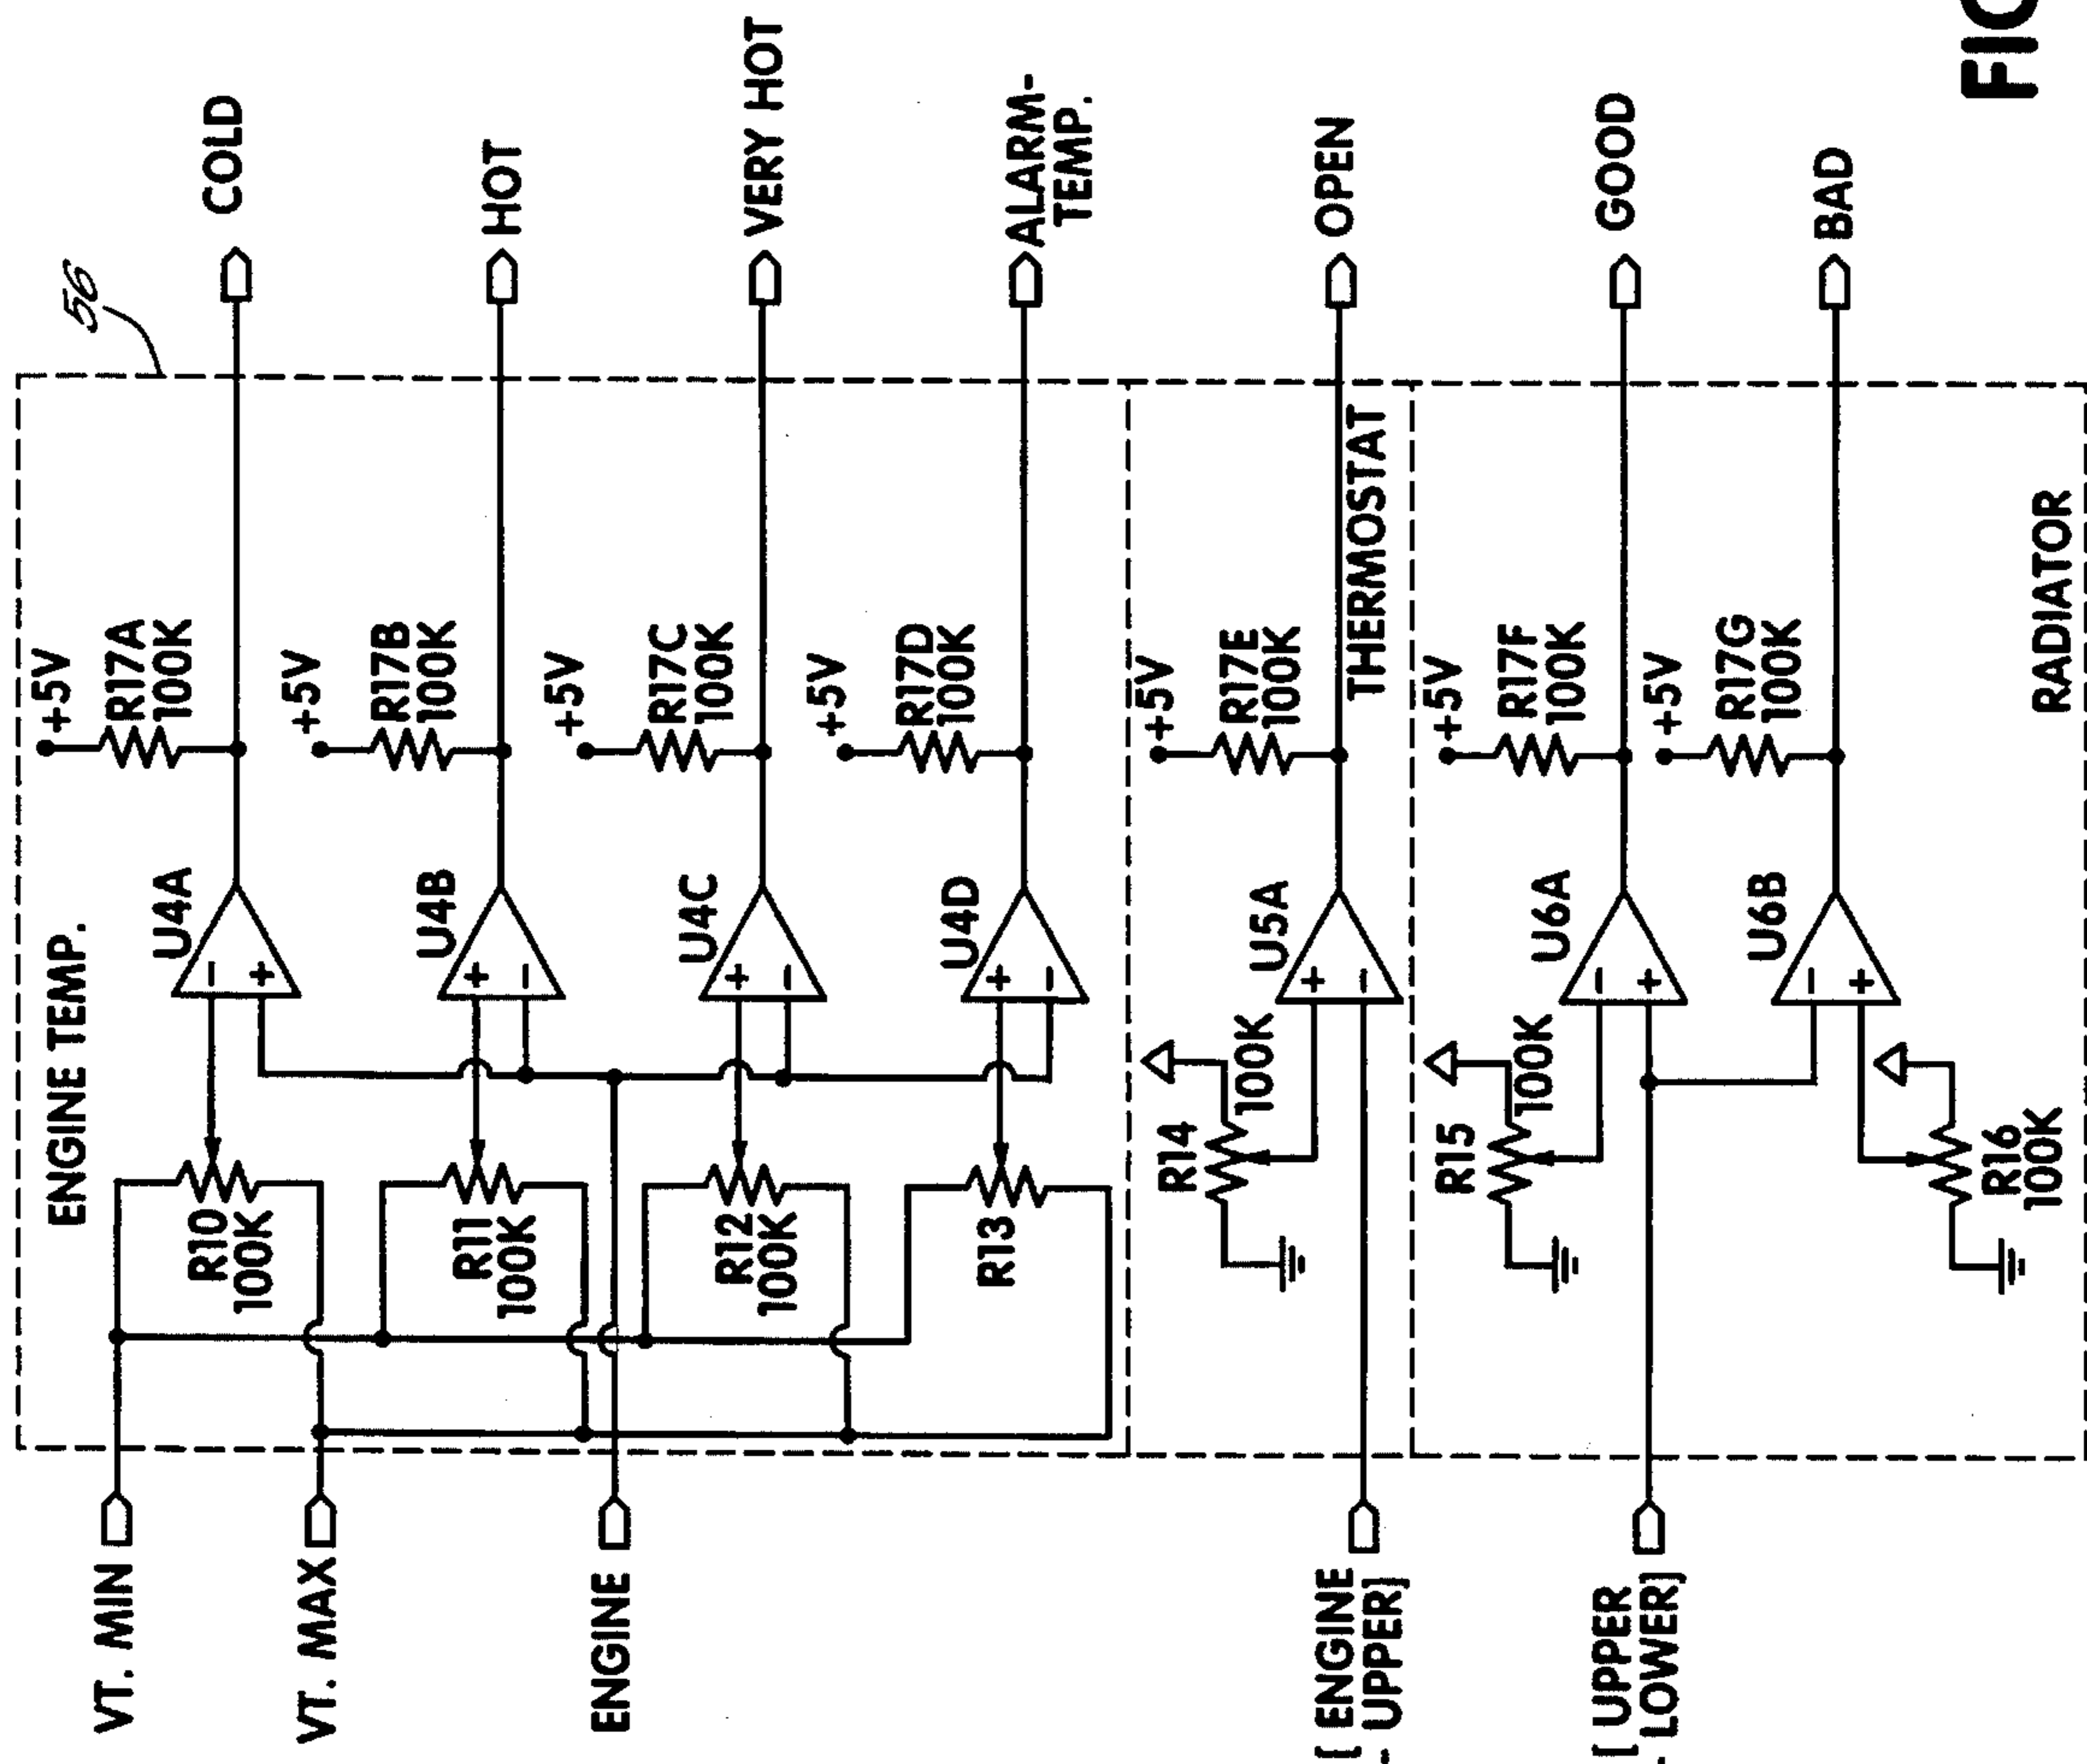 56
ENGINE TEMP.
VT. MIN
VT. MAX
ENGINE
R10
100K
U4A
-
+
+5V
R17A
100K
COLD
R11
100K
U4B
+
-
+5V
R17B
100K
HOT
R12
100K
U4C
+
-
+5V
R17C
100K
VERY HOT
R13
U4D
+
-
+5V
R17D
100K
ALARM-
TEMP.
[ ENGINE
- UPPER]
R14
100K
U5A
+
-
+5V
R17E
100K
THERMOSTAT
OPEN
[ UPPER
- LOWER]
R15
100K
U6A
-
+
+5V
R17F
100K
GOOD
U6B
-
+
R16
100K
+5V
R17G
100K
BAD
RADIATOR